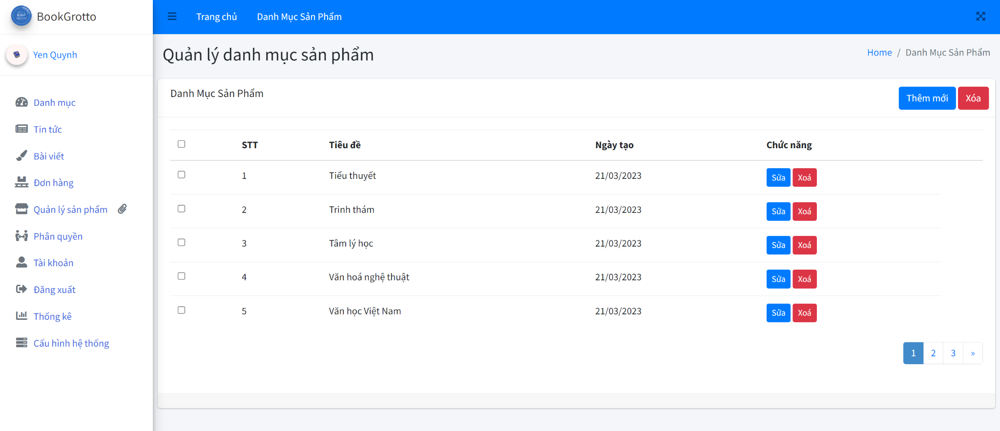 BookGrotto
Trang chủ
Danh Mục Sản Phẩm
Yen Quynh
Danh mục
Tin tức
Bài viết
Đơn hàng
Quản lý sản phẩm
Phân quyền
Tài khoản
Đăng xuất
Thống kê
Cấu hình hệ thống
Quản lý danh mục sản phẩm
Home / Danh Mục Sản Phẩm
Danh Mục Sản Phẩm
Thêm mới Xóa
STT Tiêu đề Ngày tạo Chức năng
1 Tiểu thuyết 21/03/2023 Sửa Xoá
2 Trinh thám 21/03/2023 Sửa Xoá
3 Tâm lý học 21/03/2023 Sửa Xoá
4 Văn hoá nghệ thuật 21/03/2023 Sửa Xoá
5 Văn học Việt Nam 21/03/2023 Sửa Xoá
1 2 3 »